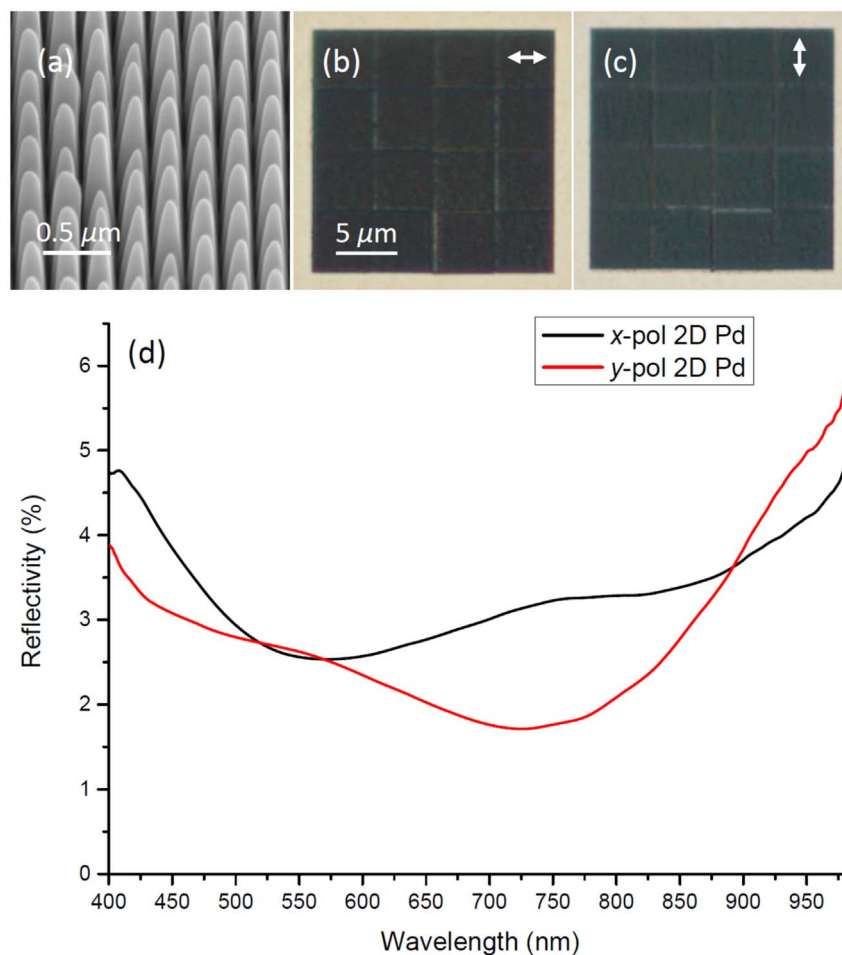 (a)
(b)
(c)
0.5 μm
5 μm
(d)
x-pol 2D Pd
y-pol 2D Pd
6
5
4
3
2
1
0
Reflectivity (%)
400 450 500 550 600 650 700 750 800 850 900 950
Wavelength (nm)